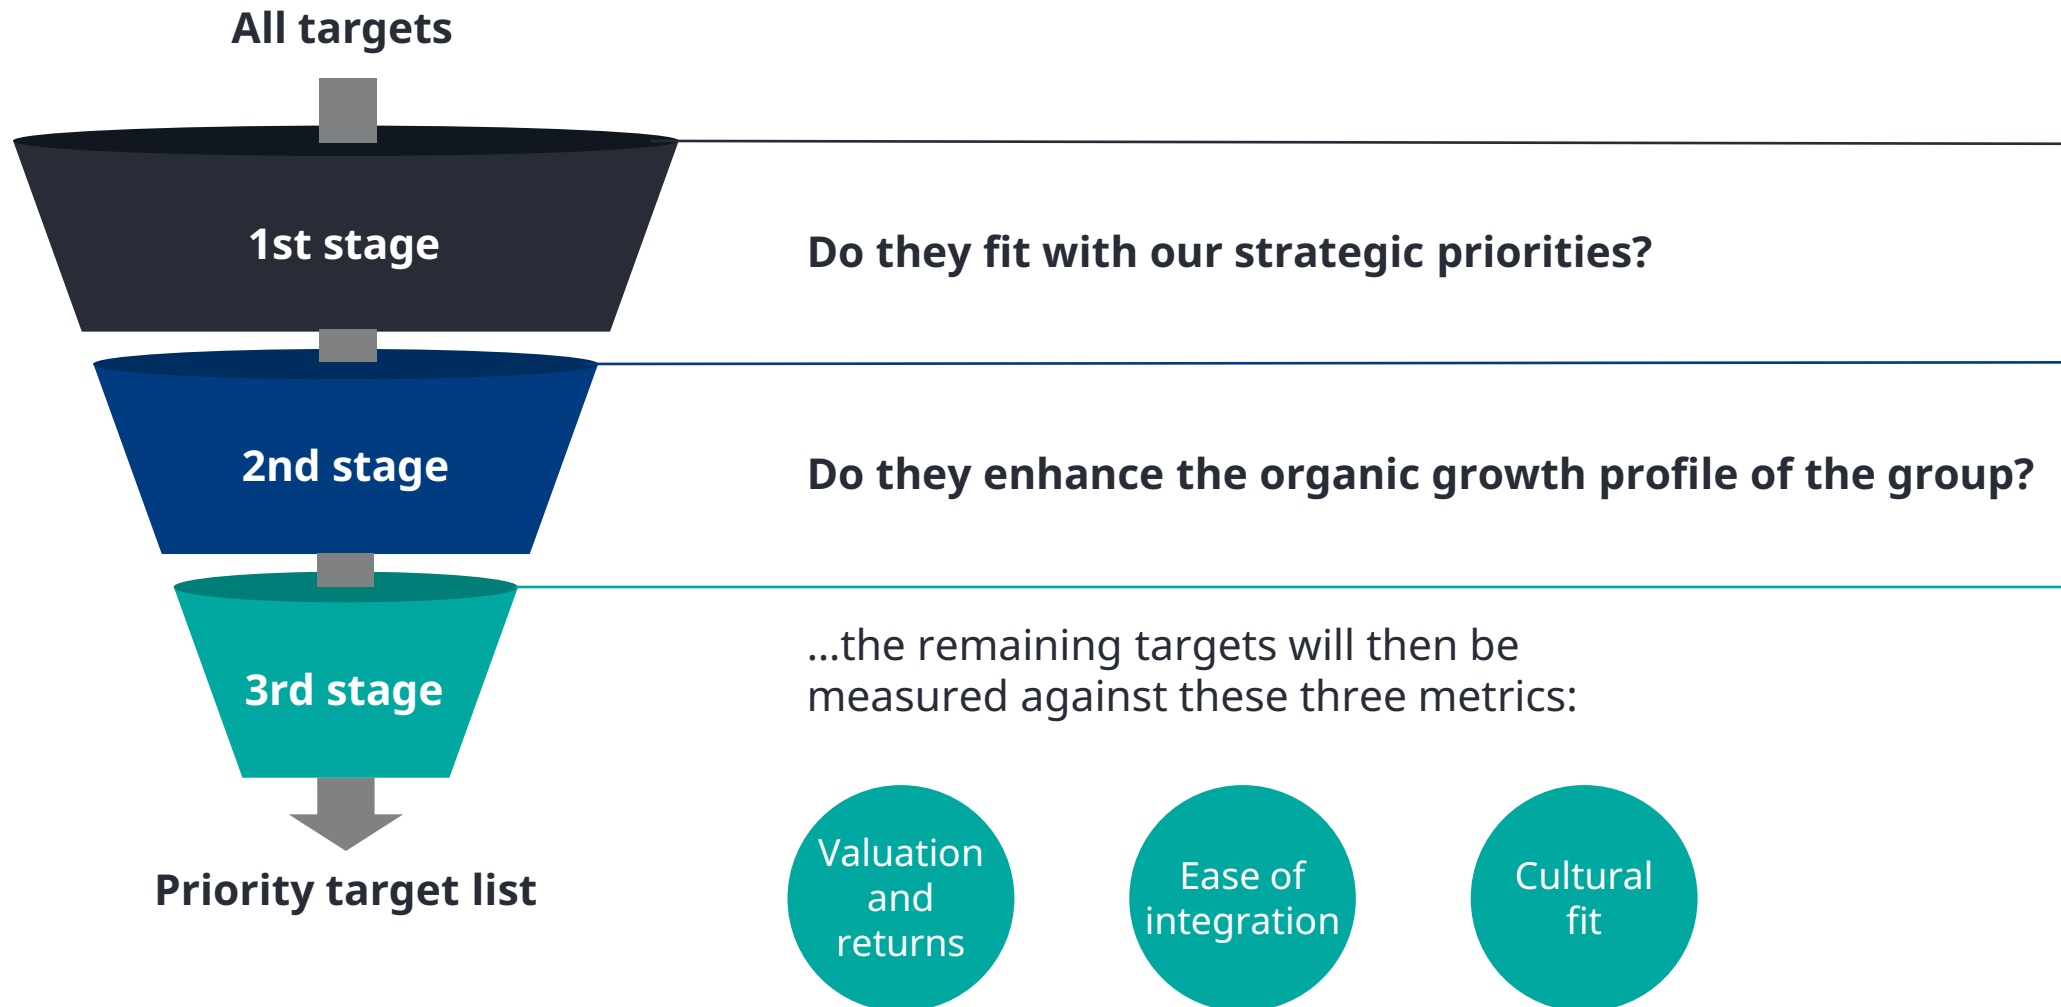 All targets
1st stage
Do they fit with our strategic priorities?
2nd stage
Do they enhance the organic growth profile of the group?
3rd stage
...the remaining targets will then be
measured against these three metrics:
Valuation
and
returns
Ease of
integration
Cultural
fit
Priority target list